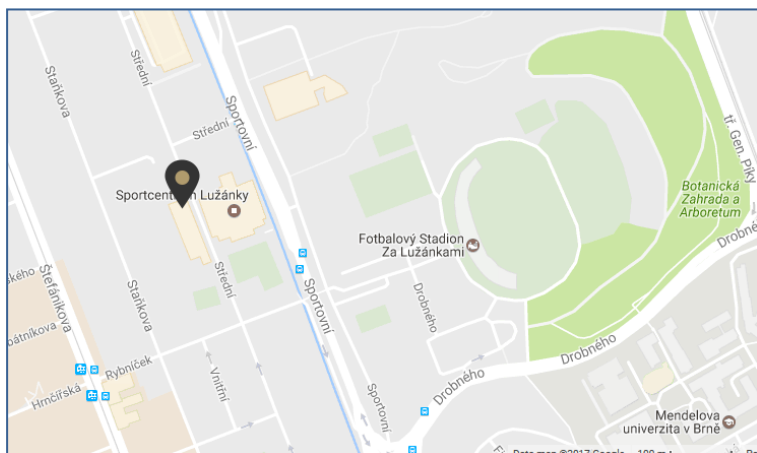 Staňkova
Střední
Sportovní
Střední
tř. Gen. Píky
Sportcentrum Lužánky
Botanická
Zahrada a
Arboretum
Fotbalový Stadion
Za Lužánkami
Drobného
Štefánikova
Staňkova
Střední
Sportovní
Drobného
Rybníček
Vnitřní
Hrnčířská
Sportovní
Drobného
Drobného
Mendelova
univerzita v Brně